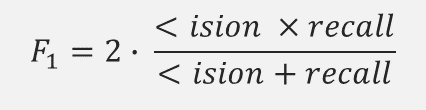 F₁ = 2 · (< ision × recall) / (< ision + recall)